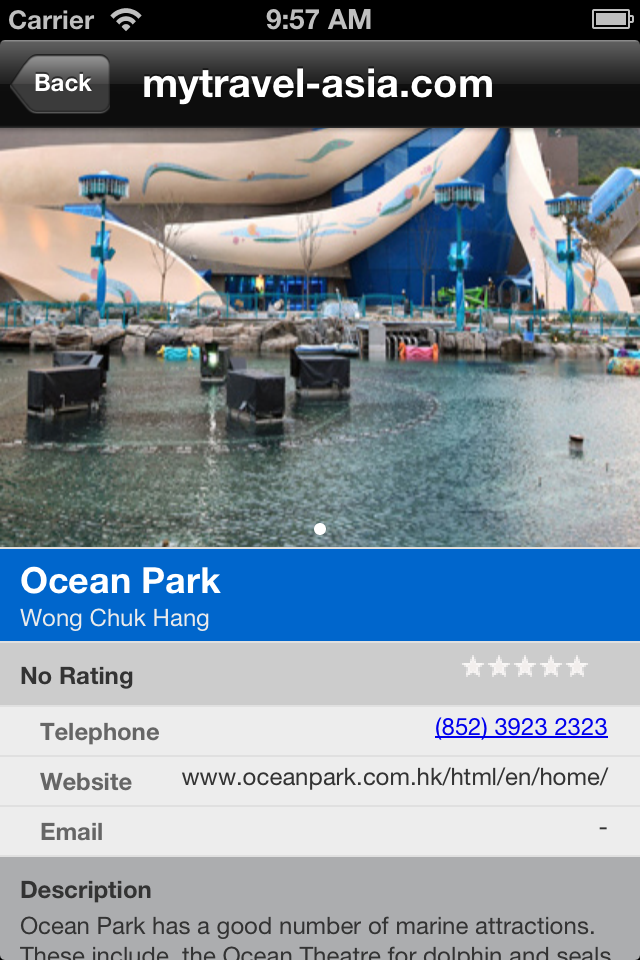 Carrier 9:57 AM
Back mytravel-asia.com
Ocean Park
Wong Chuk Hang
No Rating
Telephone (852) 3923 2323
Website www.oceanpark.com.hk/html/en/home/
Email -
Description
Ocean Park has a good number of marine attractions.
These include, the Ocean Theatre for dolphin and seals